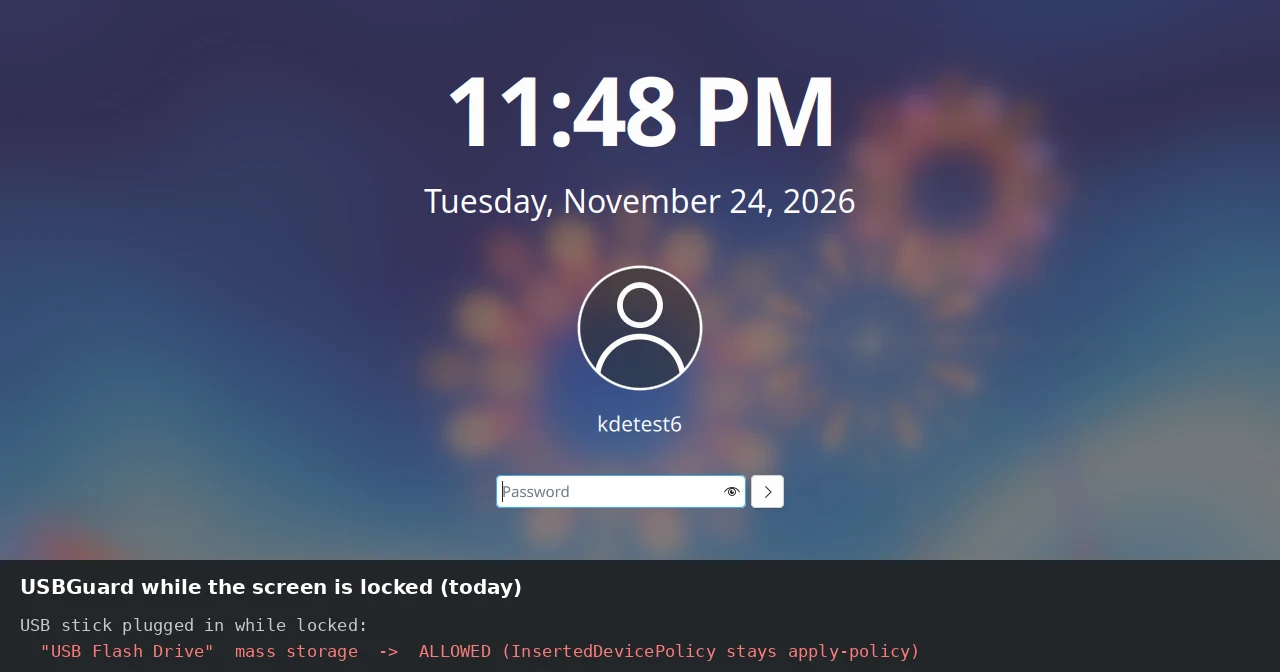 11:48 PM
Tuesday, November 24, 2026
kdetest6
Password
USBGuard while the screen is locked (today)
USB stick plugged in while locked:
"USB Flash Drive"  mass storage  ->  ALLOWED (InsertedDevicePolicy stays apply-policy)